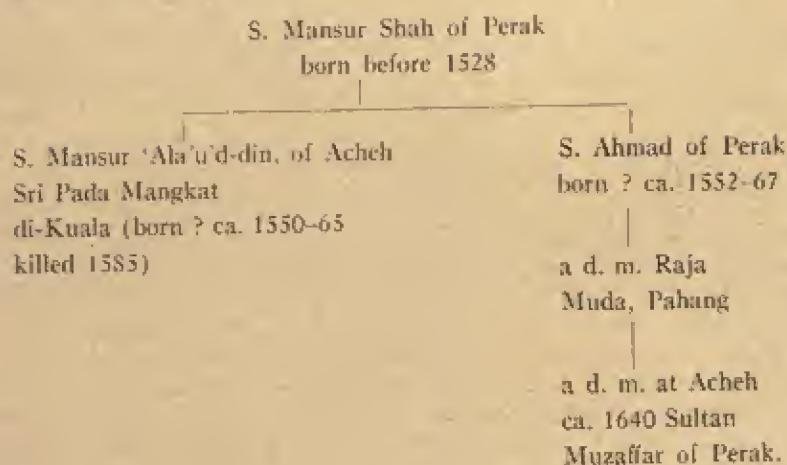 S. Mansur Shah of Perak
born before 1528
S. Mansur 'Ala'u'd-din, of Acheh
Sri Pada Mangkat
di-Kuala (born ? ca. 1550–65
killed 1585)
S. Ahmad of Perak
born ? ca. 1552–67
a d. m. Raja
Muda, Pahang
a d. m. at Acheh
ca. 1640 Sultan
Muzaffar of Perak.